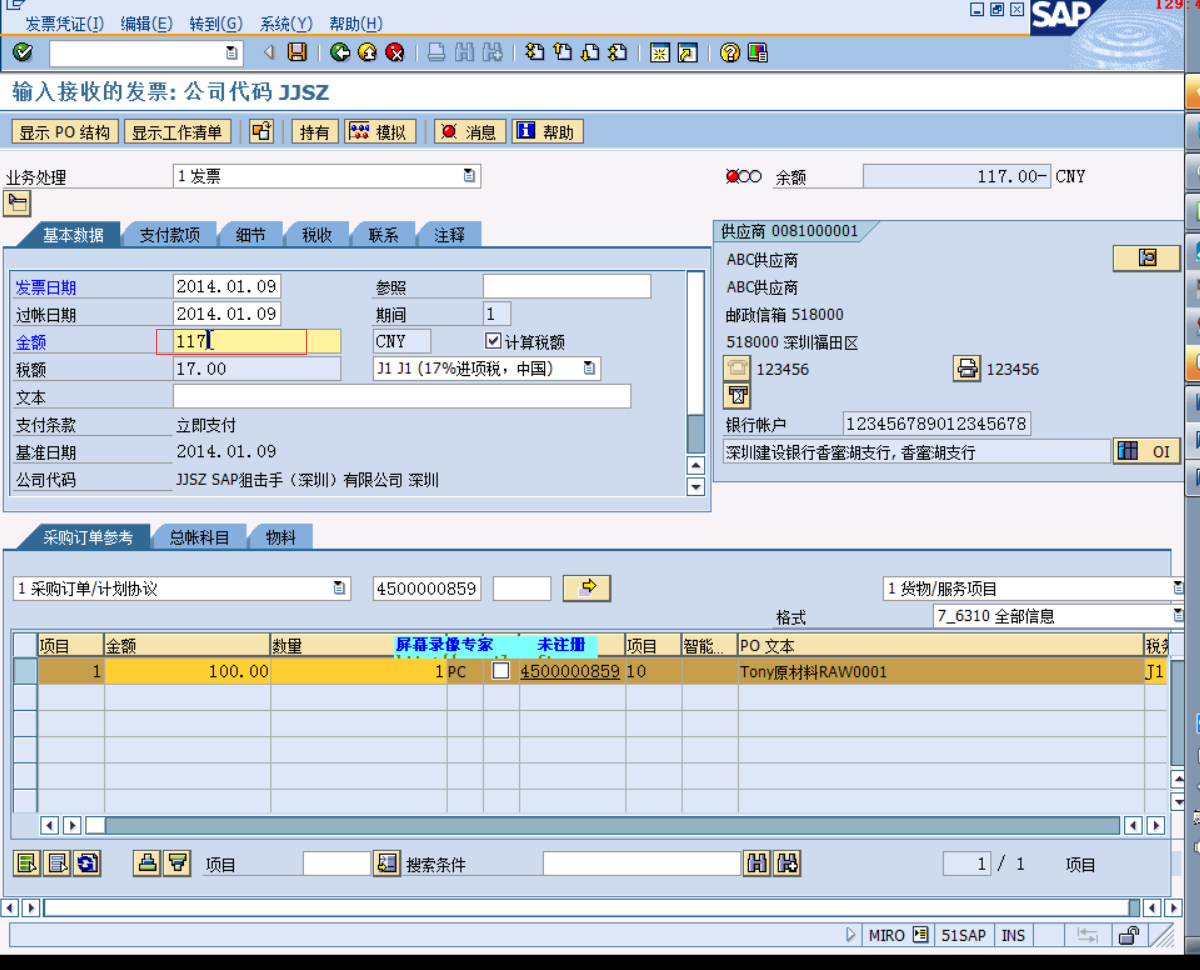 发票凭证(I) 编辑(E) 转到(G) 系统(Y) 帮助(H)
SAP
输入接收的发票: 公司代码 JJSZ
显示 PO 结构 显示工作清单 持有 模拟 消息 帮助
业务处理 1 发票 余额 117.00- CNY
基本数据 支付款项 细节 税收 联系 注释
供应商 0081000001
ABC供应商
ABC供应商
邮政信箱 518000
518000 深圳福田区
123456 123456
银行帐户 123456789012345678
深圳建设银行香蜜湖支行, 香蜜湖支行 OI
发票日期 2014.01.09 参照
过帐日期 2014.01.09 期间 1
金额 117 CNY 计算税额
税额 17.00 J1 J1 (17%进项税，中国)
文本
支付条款 立即支付
基准日期 2014.01.09
公司代码 JJSZ SAP狙击手（深圳）有限公司 深圳
采购订单参考 总帐科目 物料
1 采购订单/计划协议 4500000859 1 货物/服务项目
格式 7_6310 全部信息
项目 金额 数量 屏幕录像专家 未注册 项目 智能... PO 文本
1 100.00 1 PC 4500000859 10 Tony原材料RAW0001 J1
项目 搜索条件 1 / 1 项目
MIRO 51SAP INS